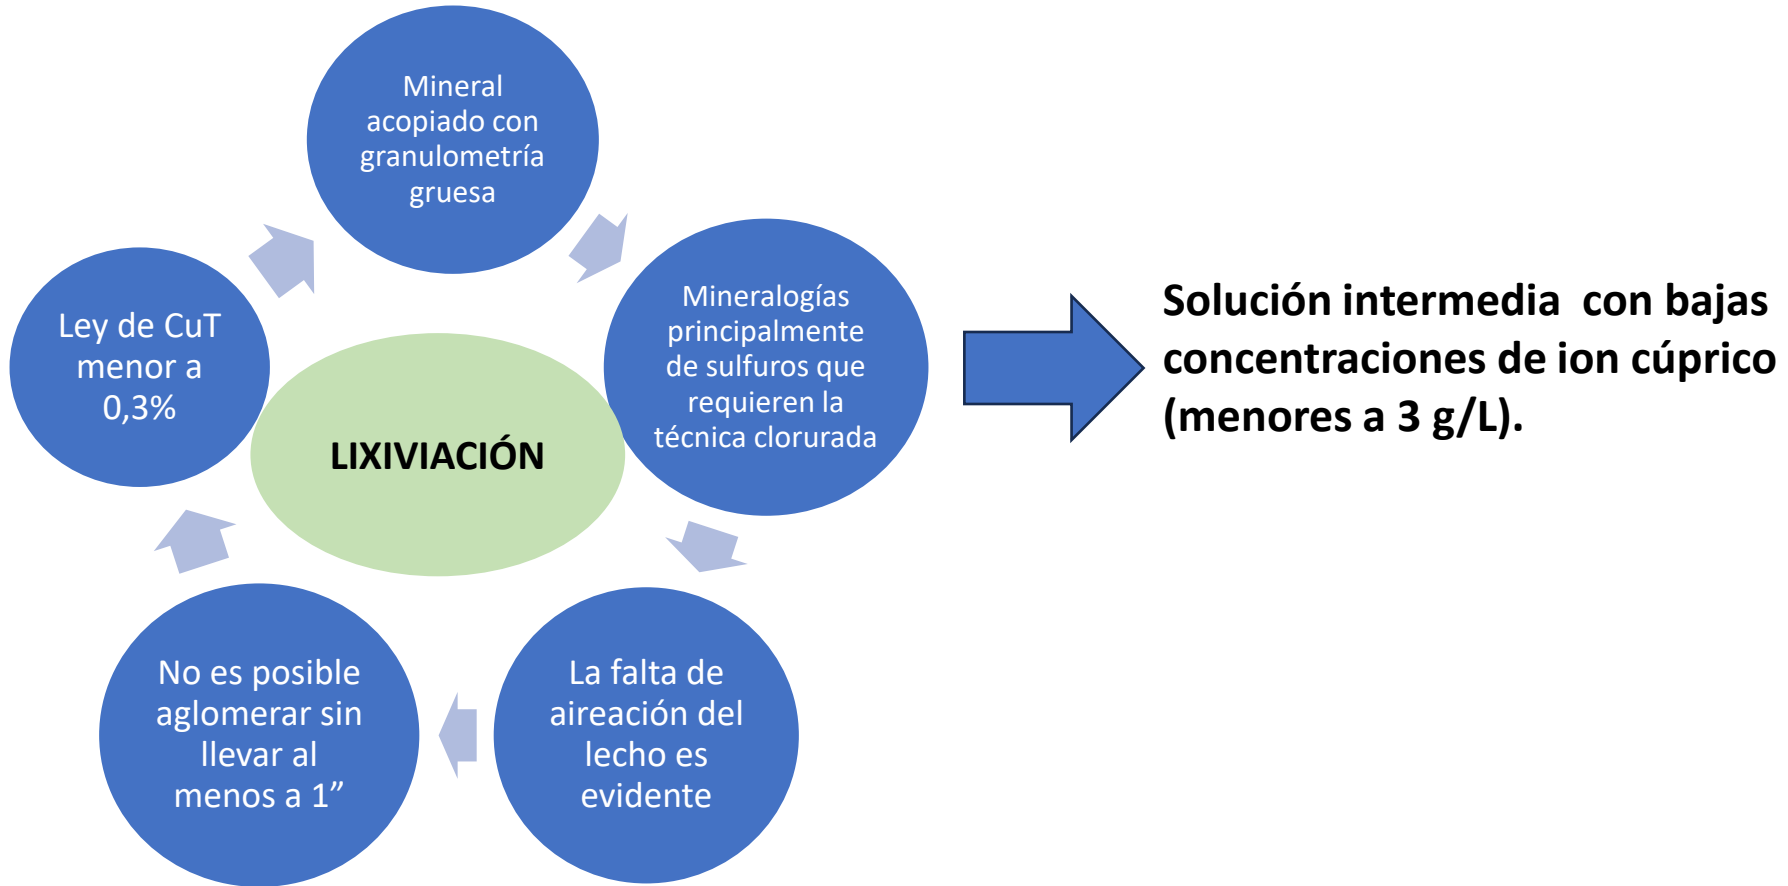 Mineral
acopiado con
granulometría
gruesa
Mineralogías
principalmente
de sulfuros que
requieren la
técnica clorurada
La falta de
aireación del
lecho es
evidente
No es posible
aglomerar sin
llevar al
menos a 1”
Ley de CuT
menor a
0,3%
LIXIVIACIÓN
Solución intermedia con bajas
concentraciones de ion cúprico
(menores a 3 g/L).